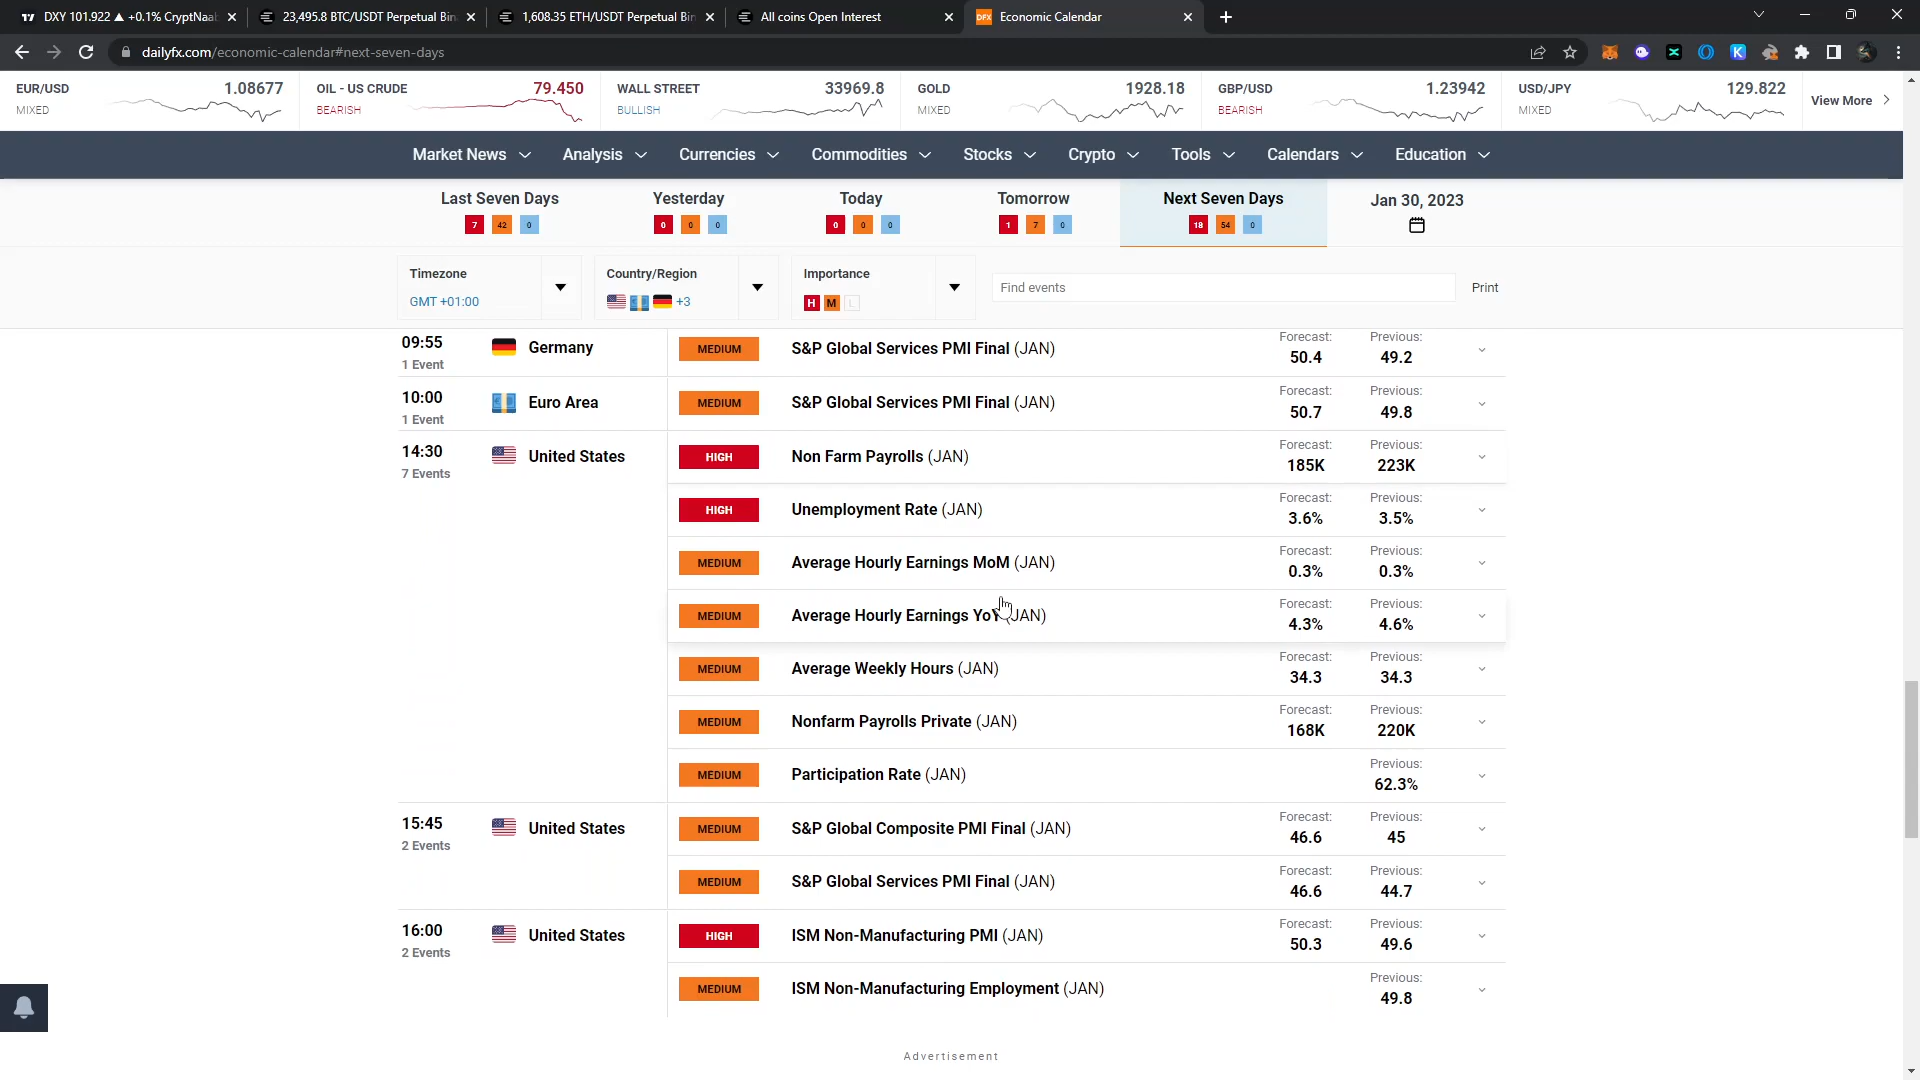 DXY 101.922 ▲ +0.1% CryptNaab
23,495.8 BTC/USDT Perpetual Bin
1,608.35 ETH/USDT Perpetual Bin
All coins Open Interest
DFX Economic Calendar
dailyfx.com/economic-calendar#next-seven-days
EUR/USD 1.08677
MIXED
OIL - US CRUDE 79.450
BEARISH
WALL STREET 33969.8
BULLISH
GOLD 1928.18
MIXED
GBP/USD 1.23942
BEARISH
USD/JPY 129.822
MIXED
View More
Market News Analysis Currencies Commodities Stocks Crypto Tools Calendars Education
Last Seven Days Yesterday Today Tomorrow Next Seven Days Jan 30, 2023
7 42 0 0 0 0 0 0 0 1 7 0 18 54 0
Timezone Country/Region Importance
Find events Print
GMT +01:00 +3 H M L
09:55 Germany MEDIUM S&P Global Services PMI Final (JAN) Forecast: 50.4 Previous: 49.2
1 Event
10:00 Euro Area MEDIUM S&P Global Services PMI Final (JAN) Forecast: 50.7 Previous: 49.8
1 Event
14:30 United States HIGH Non Farm Payrolls (JAN) Forecast: 185K Previous: 223K
7 Events
HIGH Unemployment Rate (JAN) Forecast: 3.6% Previous: 3.5%
MEDIUM Average Hourly Earnings MoM (JAN) Forecast: 0.3% Previous: 0.3%
MEDIUM Average Hourly Earnings YoY (JAN) Forecast: 4.3% Previous: 4.6%
MEDIUM Average Weekly Hours (JAN) Forecast: 34.3 Previous: 34.3
MEDIUM Nonfarm Payrolls Private (JAN) Forecast: 168K Previous: 220K
MEDIUM Participation Rate (JAN) Previous: 62.3%
15:45 United States MEDIUM S&P Global Composite PMI Final (JAN) Forecast: 46.6 Previous: 45
2 Events
MEDIUM S&P Global Services PMI Final (JAN) Forecast: 46.6 Previous: 44.7
16:00 United States HIGH ISM Non-Manufacturing PMI (JAN) Forecast: 50.3 Previous: 49.6
2 Events
MEDIUM ISM Non-Manufacturing Employment (JAN) Previous: 49.8
Advertisement